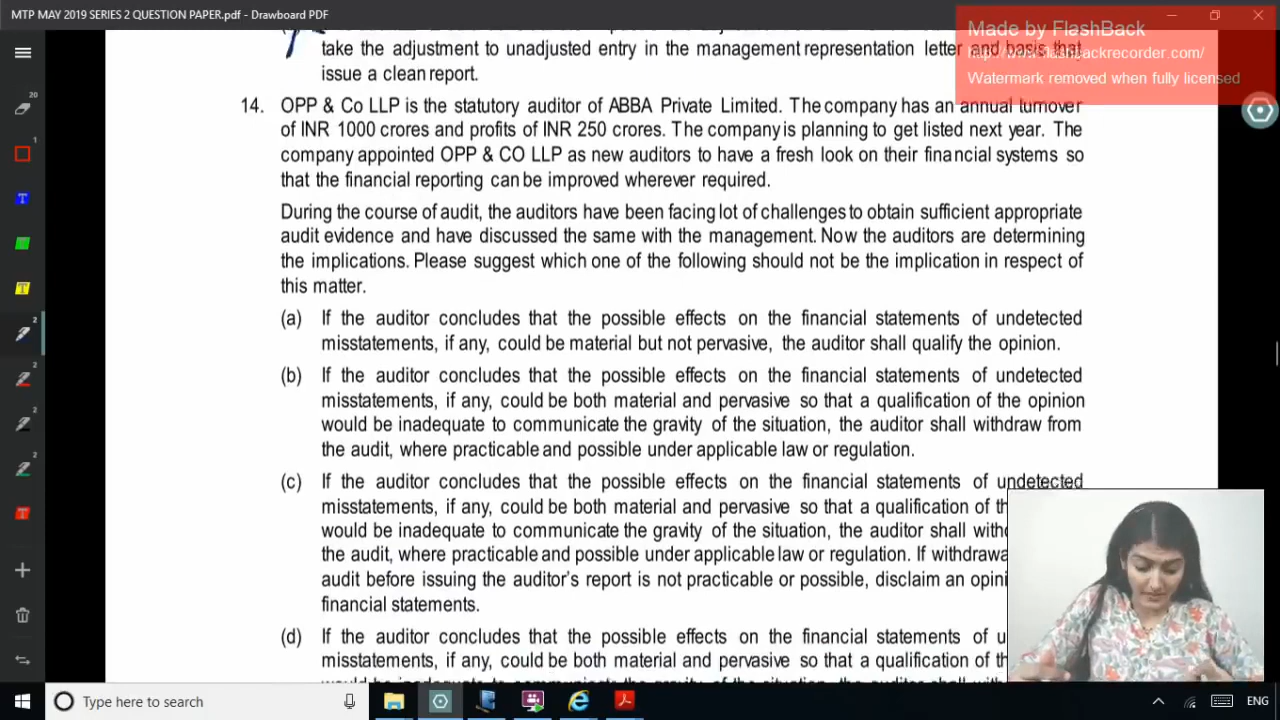 MTP MAY 2019 SERIES 2 QUESTION PAPER.pdf - Drawboard PDF
Made by FlashBack
http://www.flashbackrecorder.com/
Watermark removed when fully licensed
take the adjustment to unadjusted entry in the management representation letter and basis that
issue a clean report.
14. OPP & Co LLP is the statutory auditor of ABBA Private Limited. The company has an annual turnover
of INR 1000 crores and profits of INR 250 crores. The company is planning to get listed next year. The
company appointed OPP & CO LLP as new auditors to have a fresh look on their financial systems so
that the financial reporting can be improved wherever required.
During the course of audit, the auditors have been facing lot of challenges to obtain sufficient appropriate
audit evidence and have discussed the same with the management. Now the auditors are determining
the implications. Please suggest which one of the following should not be the implication in respect of
this matter.
(a) If the auditor concludes that the possible effects on the financial statements of undetected
misstatements, if any, could be material but not pervasive, the auditor shall qualify the opinion.
(b) If the auditor concludes that the possible effects on the financial statements of undetected
misstatements, if any, could be both material and pervasive so that a qualification of the opinion
would be inadequate to communicate the gravity of the situation, the auditor shall withdraw from
the audit, where practicable and possible under applicable law or regulation.
(c) If the auditor concludes that the possible effects on the financial statements of undetected
misstatements, if any, could be both material and pervasive so that a qualification of
would be inadequate to communicate the gravity of the situation, the auditor shall
the audit, where practicable and possible under applicable law or regulation. If
audit before issuing the auditor's report is not practicable or possible, disclaim an
financial statements.
(d) If the auditor concludes that the possible effects on the financial statements of
misstatements, if any, could be both material and pervasive so that a qualification of
Type here to search
ENG